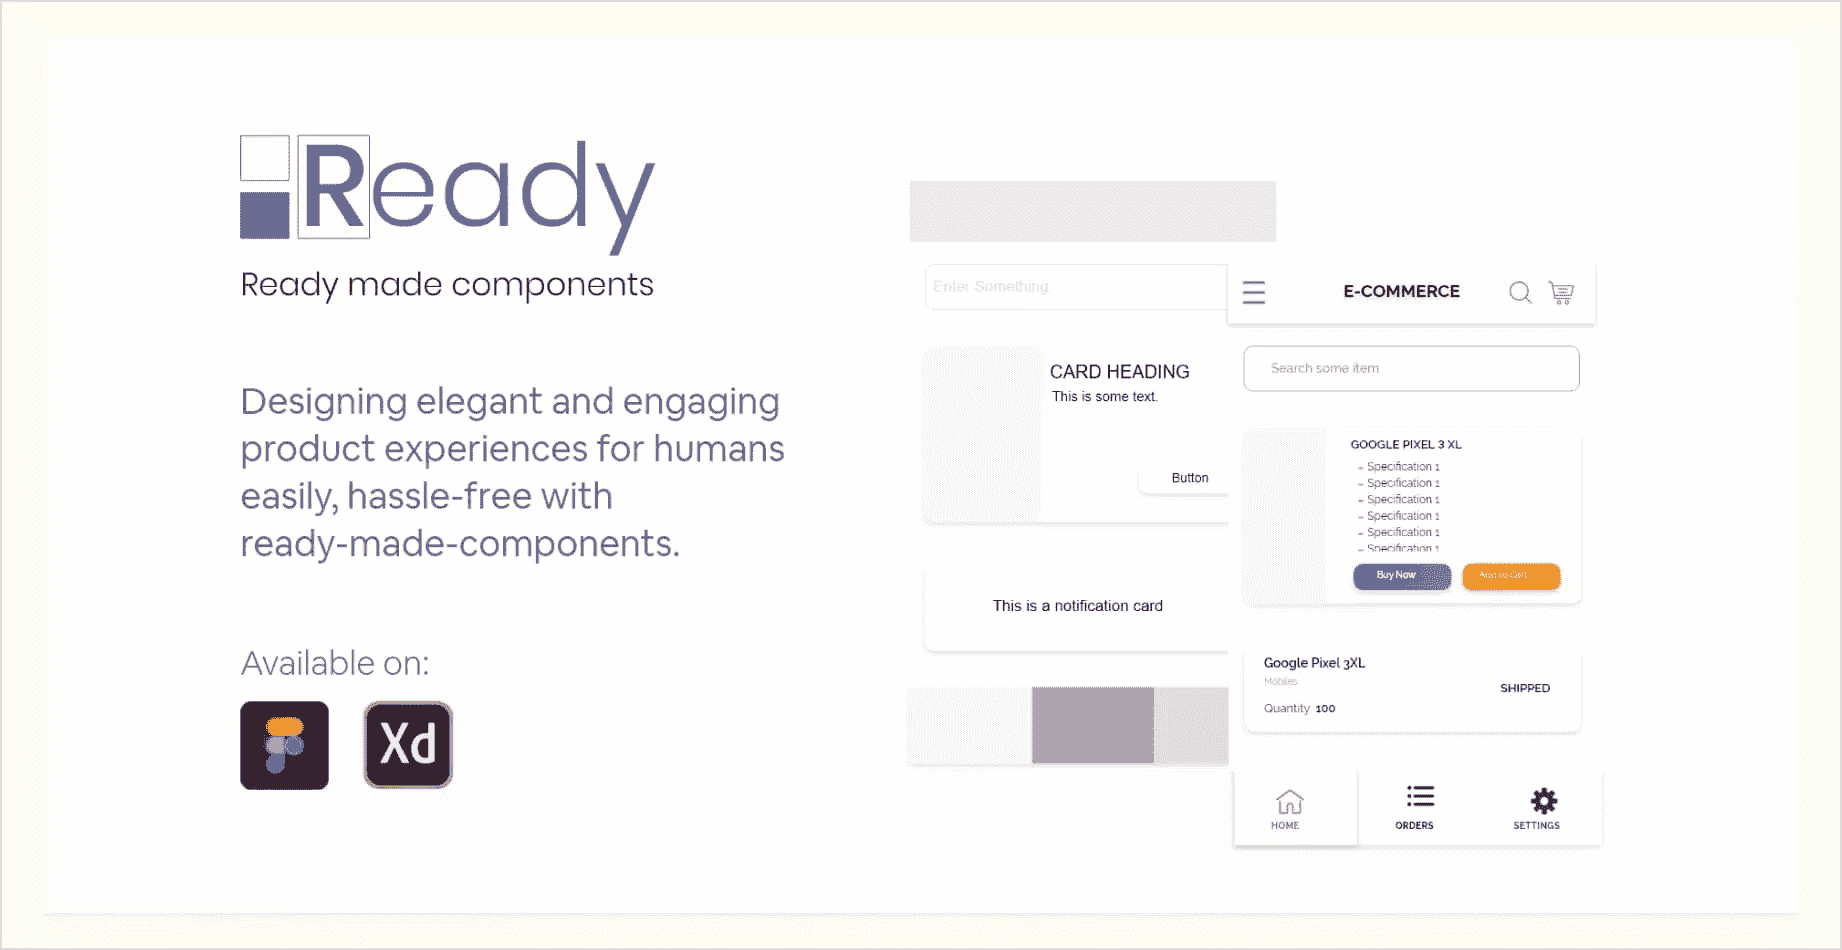 Ready
Ready made components
Designing elegant and engaging
product experiences for humans
easily, hassle-free with
ready-made-components.
Available on:
Xd
Enter Something.
CARD HEADING
This is some text.
Button
This is a notification card
E-COMMERCE
Search some item
GOOGLE PIXEL 3 XL
- Specification 1
- Specification 1
- Specification 1
- Specification 1
- Specification 1
- Specification 1
Buy Now
Add to Cart
Google Pixel 3XL
Mobiles
SHIPPED
Quantity: 100
HOME
ORDERS
SETTINGS